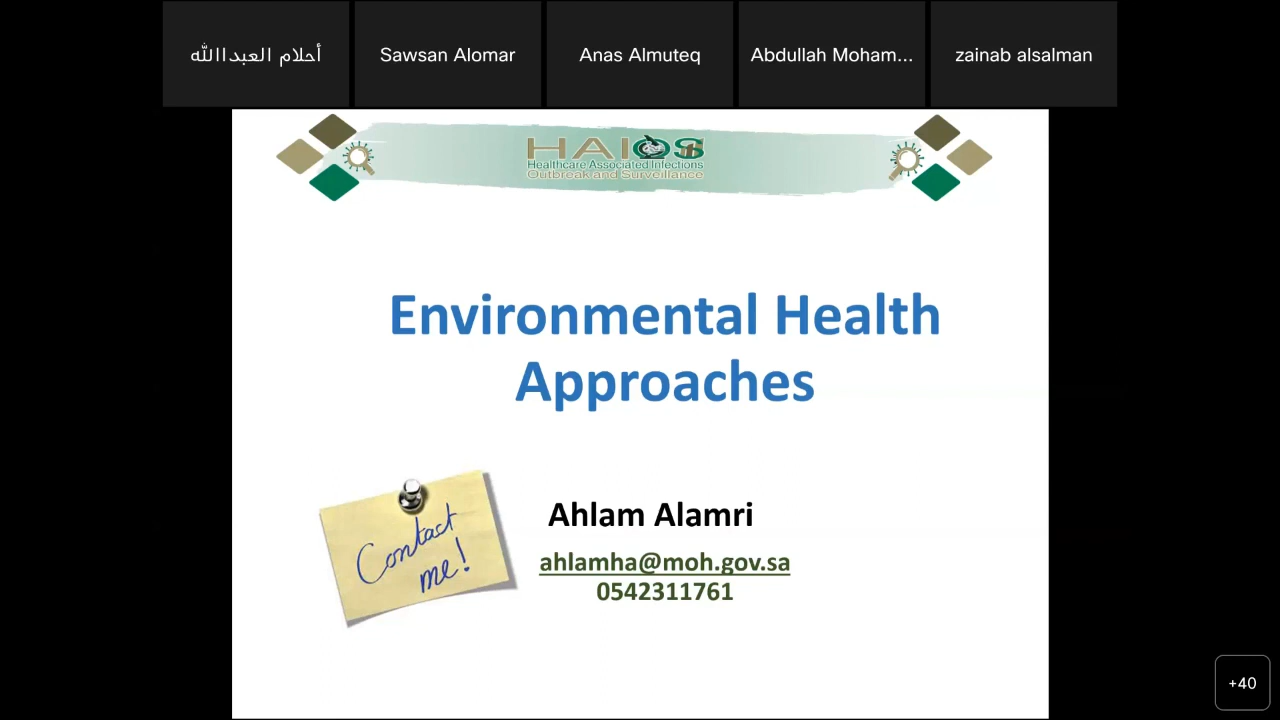 أحلام العبداالله
Sawsan Alomar
Anas Almuteq
Abdullah Moham...
zainab alsalman
HAIOS
Healthcare Associated Infections
Outbreak and Surveillance
Environmental Health
Approaches
Contact
me!
Ahlam Alamri
ahlamha@moh.gov.sa
0542311761
+40